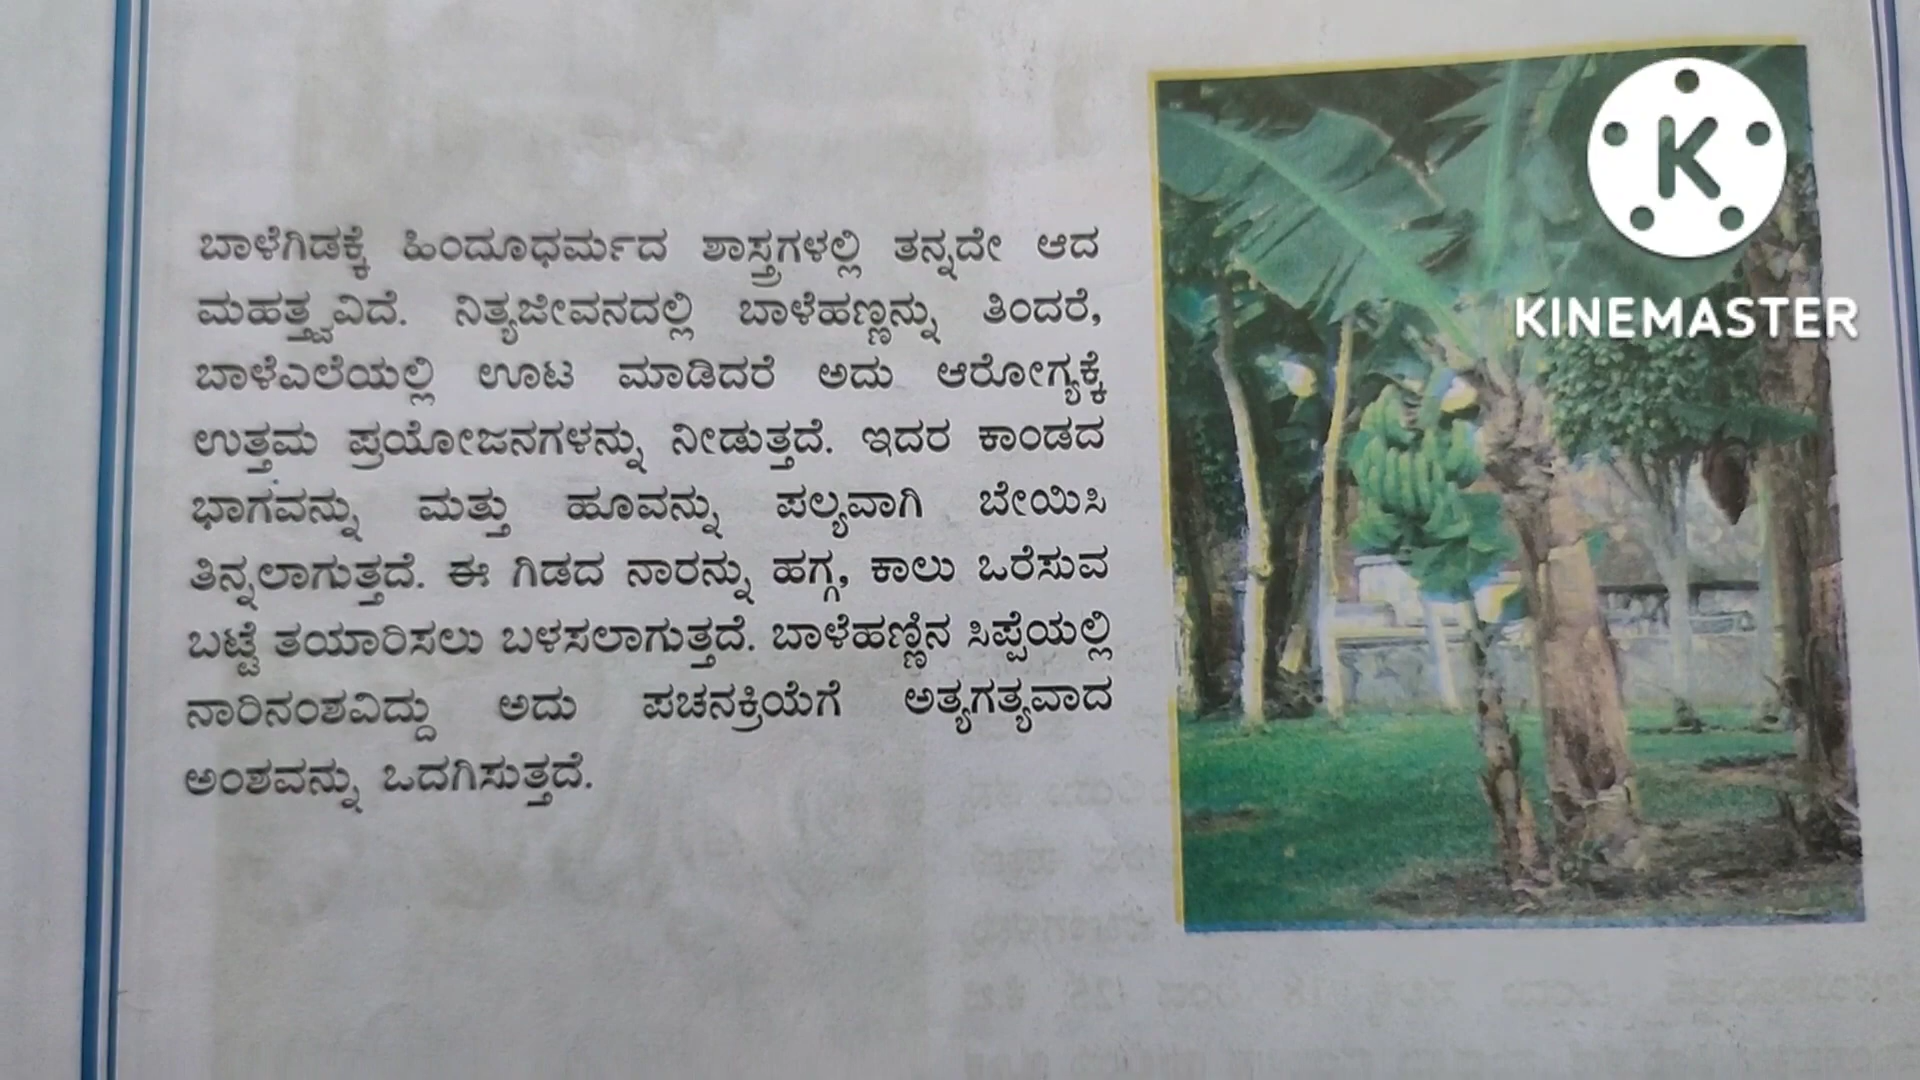 ಬಾಳೆಗಿಡಕ್ಕೆ ಹಿಂದೂಧರ್ಮದ ಶಾಸ್ತ್ರಗಳಲ್ಲಿ ತನ್ನದೇ ಆದ
ಮಹತ್ತ್ವವಿದೆ. ನಿತ್ಯಜೀವನದಲ್ಲಿ ಬಾಳೆಹಣ್ಣನ್ನು ತಿಂದರೆ,
ಬಾಳೆಎಲೆಯಲ್ಲಿ ಊಟ ಮಾಡಿದರೆ ಅದು ಆರೋಗ್ಯಕ್ಕೆ
ಉತ್ತಮ ಪ್ರಯೋಜನಗಳನ್ನು ನೀಡುತ್ತದೆ. ಇದರ ಕಾಂಡದ
ಭಾಗವನ್ನು ಮತ್ತು ಹೂವನ್ನು ಪಲ್ಯವಾಗಿ ಬೇಯಿಸಿ
ತಿನ್ನಲಾಗುತ್ತದೆ. ಈ ಗಿಡದ ನಾರನ್ನು ಹಗ್ಗ, ಕಾಲು ಒರೆಸುವ
ಬಟ್ಟೆ ತಯಾರಿಸಲು ಬಳಸಲಾಗುತ್ತದೆ. ಬಾಳೆಹಣ್ಣಿನ ಸಿಪ್ಪೆಯಲ್ಲಿ
ನಾರಿನಂಶವಿದ್ದು ಅದು ಪಚನಕ್ರಿಯೆಗೆ ಅತ್ಯಗತ್ಯವಾದ
ಅಂಶವನ್ನು ಒದಗಿಸುತ್ತದೆ.
K
KINEMASTER